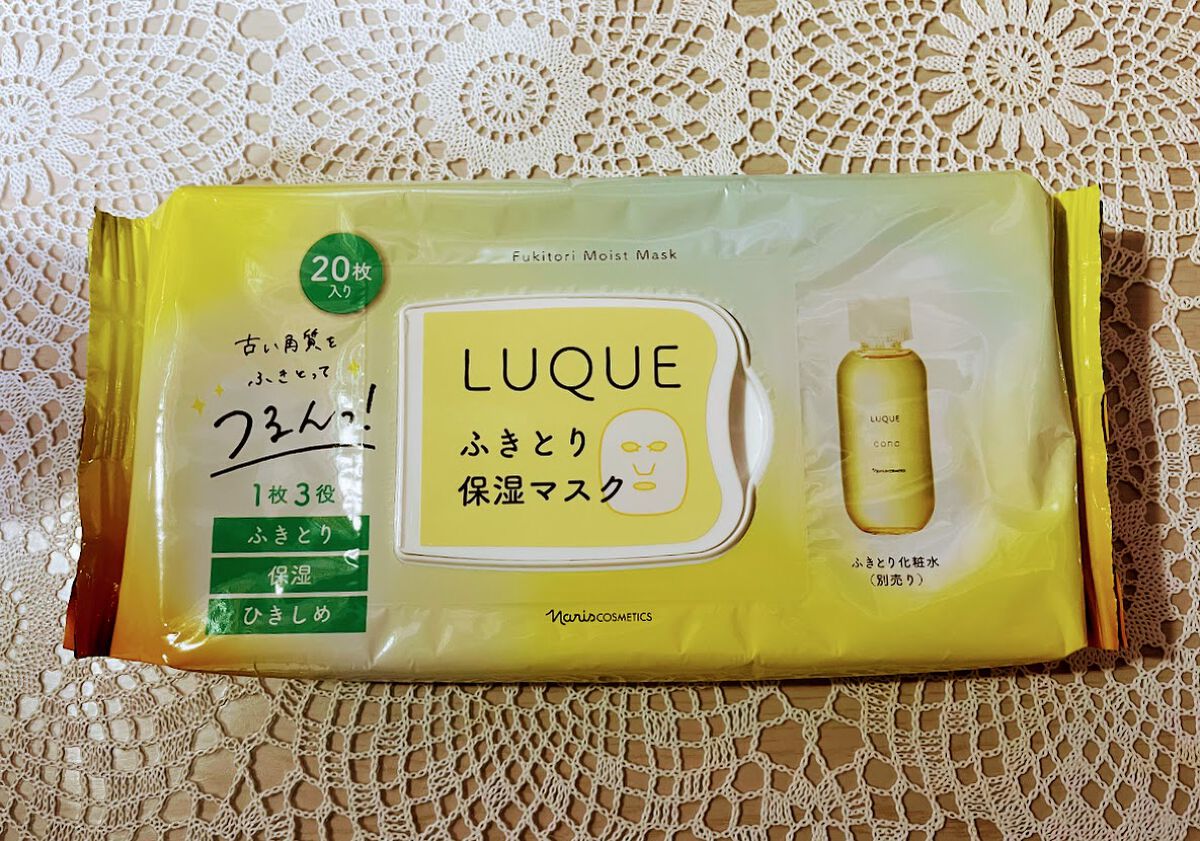 20枚
入り
Fukitori Moist Mask
古い角質を
ふきとって
つるんっ!
1枚3役
ふきとり
保湿
ひきしめ
LUQUE
ふきとり
保湿マスク
Nariscosmetics
LUQUE
conc
Nariscosmetics
ふきとり化粧水
(別売り)